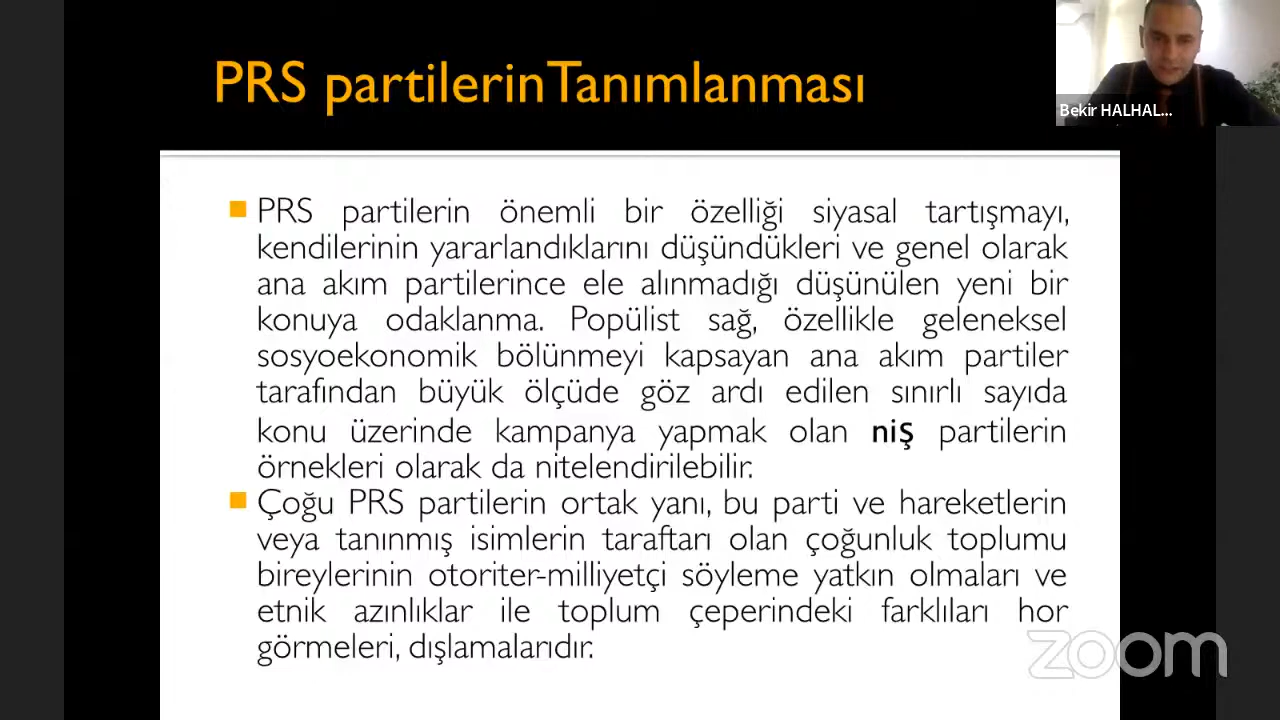 PRS partilerin Tanımlanması
Bekir HALHAL...
PRS partilerin önemli bir özelliği siyasal tartışmayı,
kendilerinin yararlandıklarını düşündükleri ve genel olarak
ana akım partilerince ele alınmadığı düşünülen yeni bir
konuya odaklanma. Popülist sağ, özellikle geleneksel
sosyoekonomik bölünmeyi kapsayan ana akım partiler
tarafından büyük ölçüde göz ardı edilen sınırlı sayıda
konu üzerinde kampanya yapmak olan niş partilerin
örnekleri olarak da nitelendirilebilir.
Çoğu PRS partilerin ortak yanı, bu parti ve hareketlerin
veya tanınmış isimlerin taraftarı olan çoğunluk toplumu
bireylerinin otoriter-milliyetçi söyleme yatkın olmaları ve
etnik azınlıklar ile toplum çeperindeki farklıları hor
görmeleri, dışlamalarıdır.
zoom